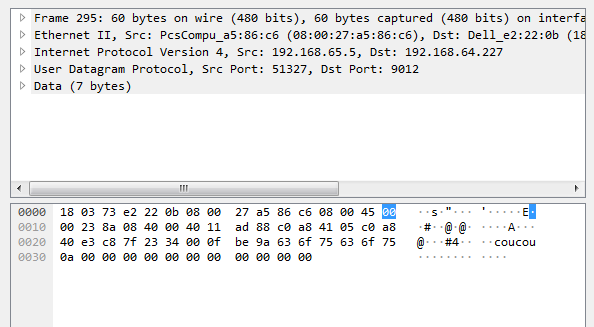 Frame 295: 60 bytes on wire (480 bits), 60 bytes captured (480 bits) on interfa
Ethernet II, Src: PcsCompu_a5:86:c6 (08:00:27:a5:86:c6), Dst: Dell_e2:22:0b (18
Internet Protocol Version 4, Src: 192.168.65.5, Dst: 192.168.64.227
User Datagram Protocol, Src Port: 51327, Dst Port: 9012
Data (7 bytes)
0000 18 03 73 e2 22 0b 08 00 27 a5 86 c6 08 00 45 00 ··s·"··· '·····E·
0010 00 23 8a 08 40 00 40 11 ad 88 c0 a8 41 05 c0 a8 ·#··@·@· ····A···
0020 40 e3 c8 7f 23 34 00 0f be 9a 63 6f 75 63 6f 75 @···#4·· ··coucou
0030 0a 00 00 00 00 00 00 00 00 00 00 00 ········ ····